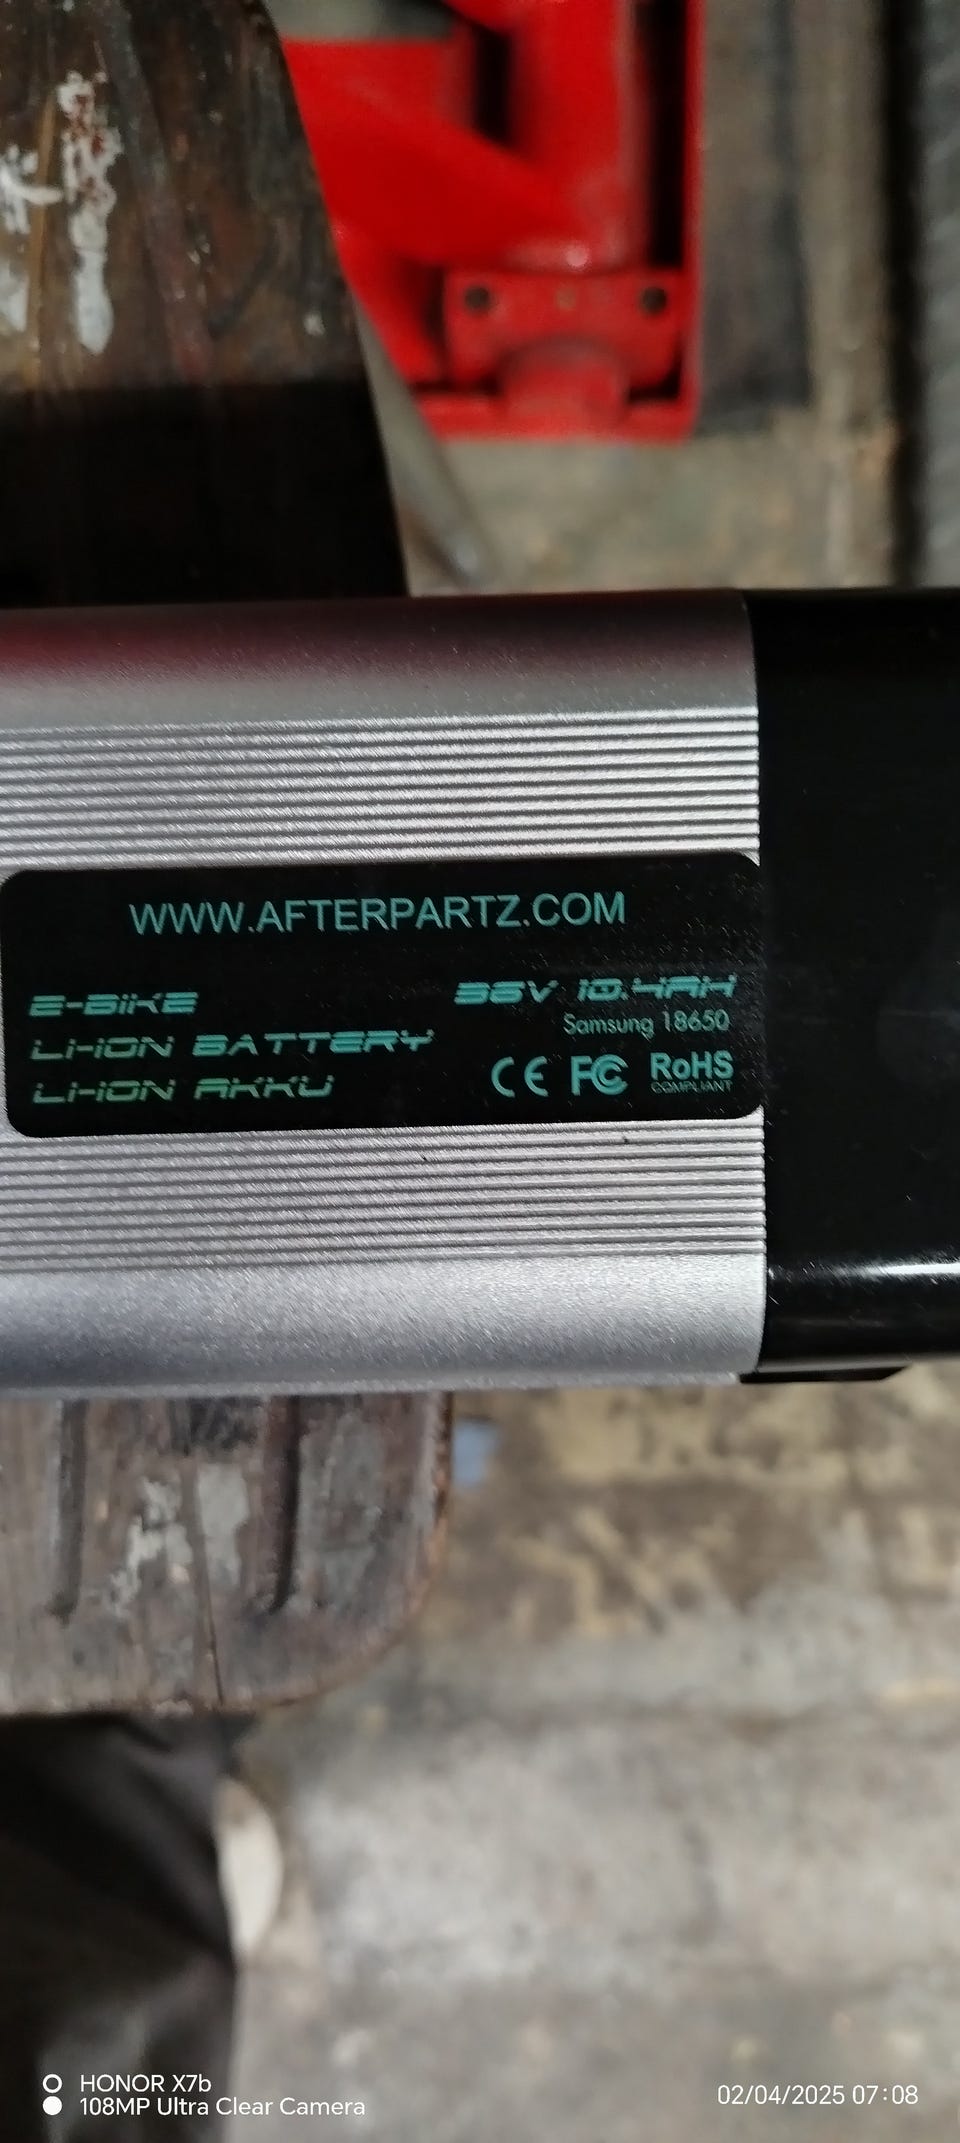 WWW.AFTERPARTZ.COM
E-BIKE
LI-ION BATTERY
LI-ION AKKU
36V 10.4AH
Samsung 18650
CE FC RoHS
COMPLIANT
HONOR X7b
108MP Ultra Clear Camera
02/04/2025 07:08